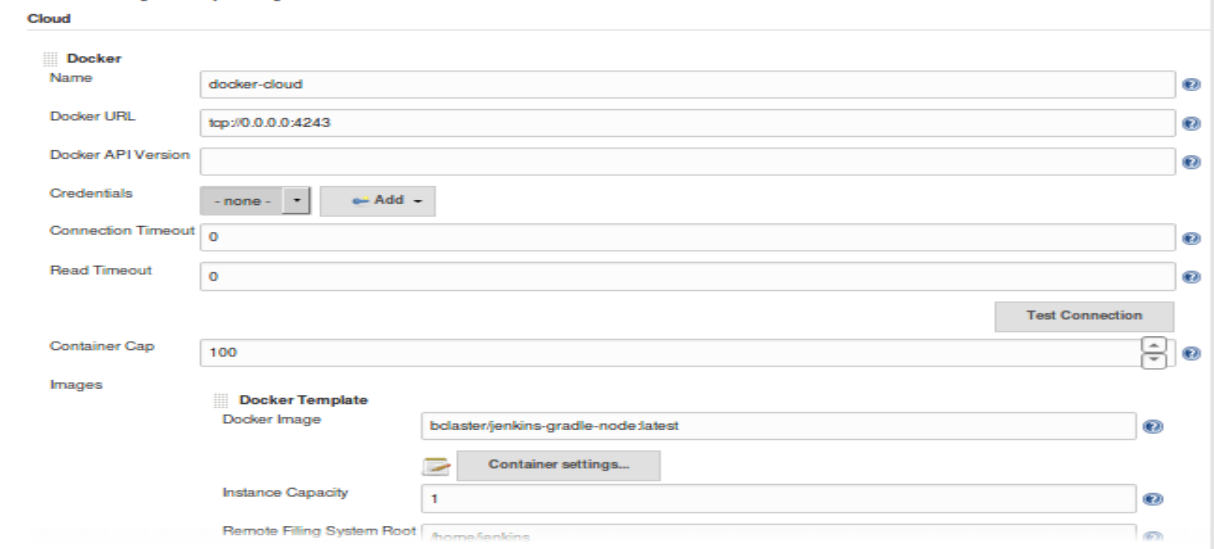 Cloud
Docker
Name
docker-cloud
Docker URL
tcp://0.0.0.0:4243
Docker API Version
Credentials
- none -
Add
Connection Timeout
0
Read Timeout
0
Test Connection
Container Cap
100
Images
Docker Template
Docker Image
bclaster/jenkins-gradle-node:latest
Container settings...
Instance Capacity
1
Remote Filing System Root
/home/jenkins